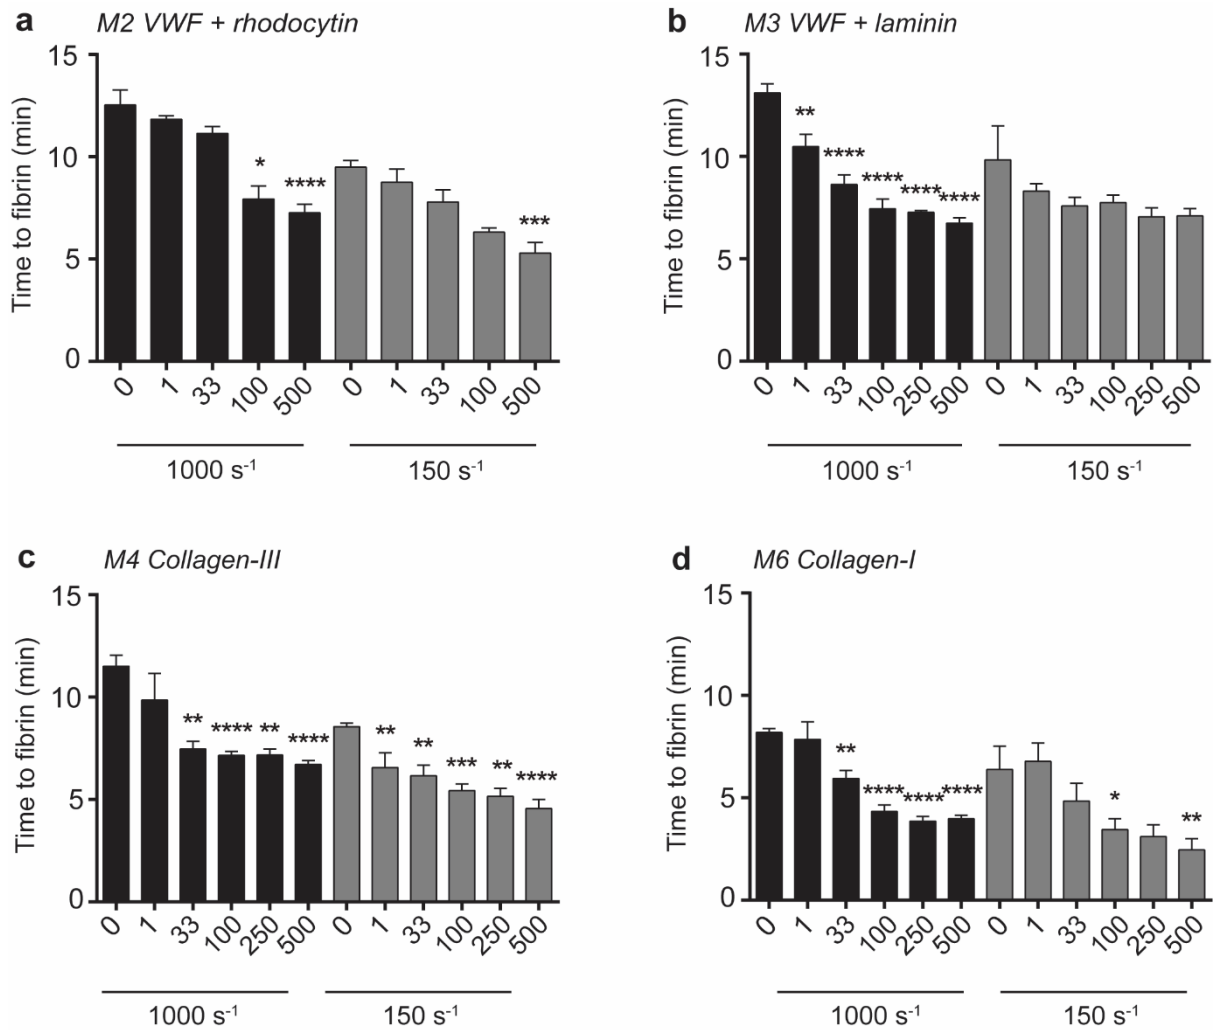 a M2 VWF + rhodocytin
Time to fibrin (min)
15
10
5
0
* **** ***
0 1 33 100 500 0 1 33 100 500
1000 s-1 150 s-1
b M3 VWF + laminin
Time to fibrin (min)
15
10
5
0
** **** **** **** ****
0 1 33 100 250 500 0 1 33 100 250 500
1000 s-1 150 s-1
c M4 Collagen-III
Time to fibrin (min)
15
10
5
0
** **** ** **** ** ** *** ** ****
0 1 33 100 250 500 0 1 33 100 250 500
1000 s-1 150 s-1
d M6 Collagen-I
Time to fibrin (min)
15
10
5
0
** **** **** **** * **
0 1 33 100 250 500 0 1 33 100 250 500
1000 s-1 150 s-1